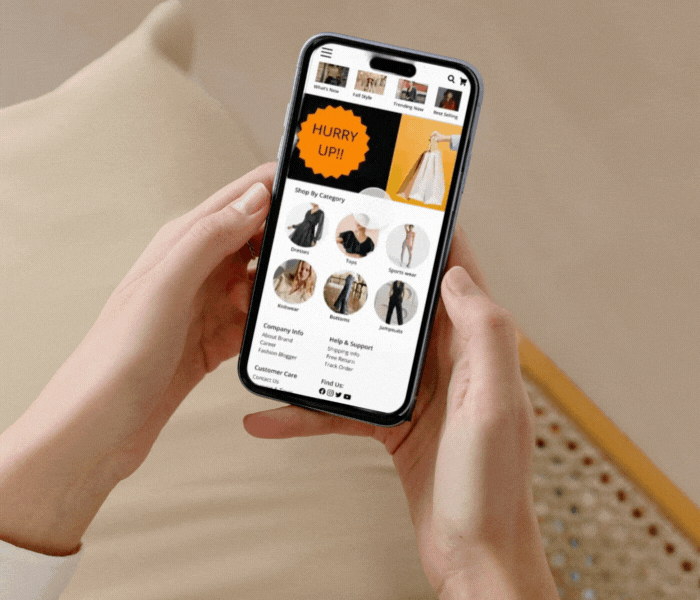 What's New
Fall Style
Trending Now
Best Selling
HURRY
UP!!
Shop By Category
Dresses
Tops
Sports wear
Knitwear
Bottoms
Jumpsuits
Company Info
About Brand
Career
Fashion Blogger
Help & Support
Shipping Info
Free Return
Track Order
Customer Care
Contact Us
Find Us: